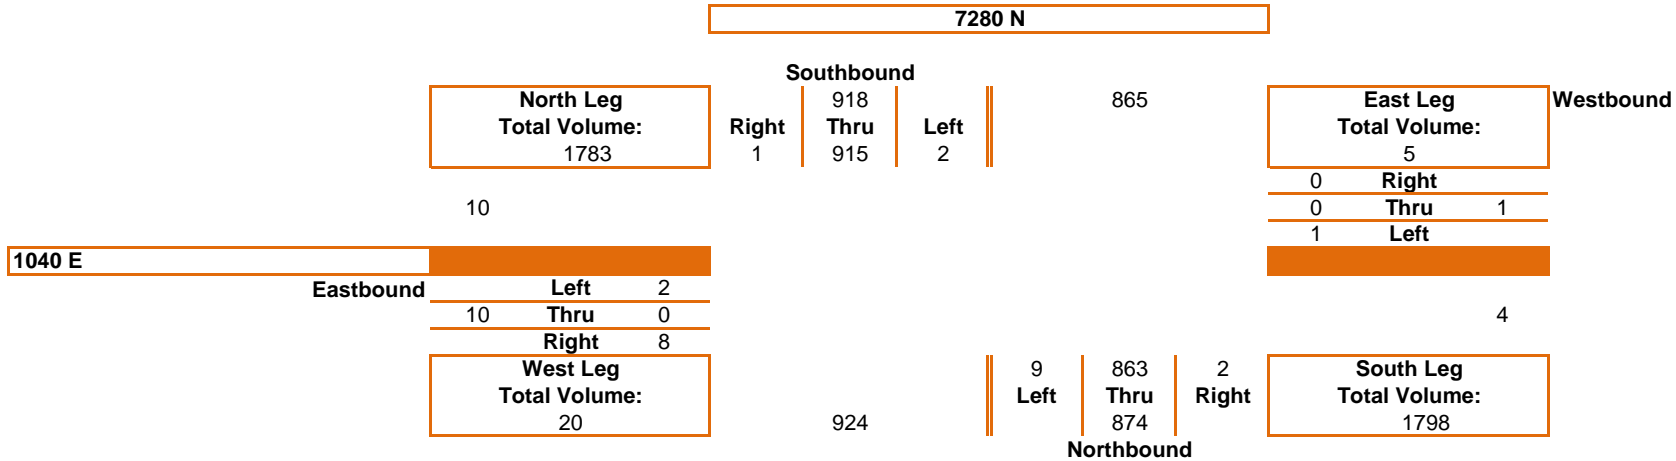 7280 N
Southbound
North Leg 918 865 East Leg Westbound
Total Volume: Right Thru Left Total Volume:
1783 1 915 2 5
0 Right
10 0 Thru 1
1 Left
1040 E
Eastbound Left 2
10 Thru 0 4
Right 8
West Leg 9 863 2 South Leg
Total Volume: Left Thru Right Total Volume:
20 924 874 1798
Northbound